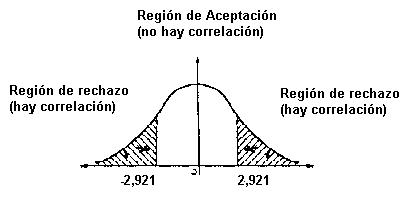 Región de Aceptación
(no hay correlación)
Región de rechazo
(hay correlación)
Región de rechazo
(hay correlación)
-2,921
2,921